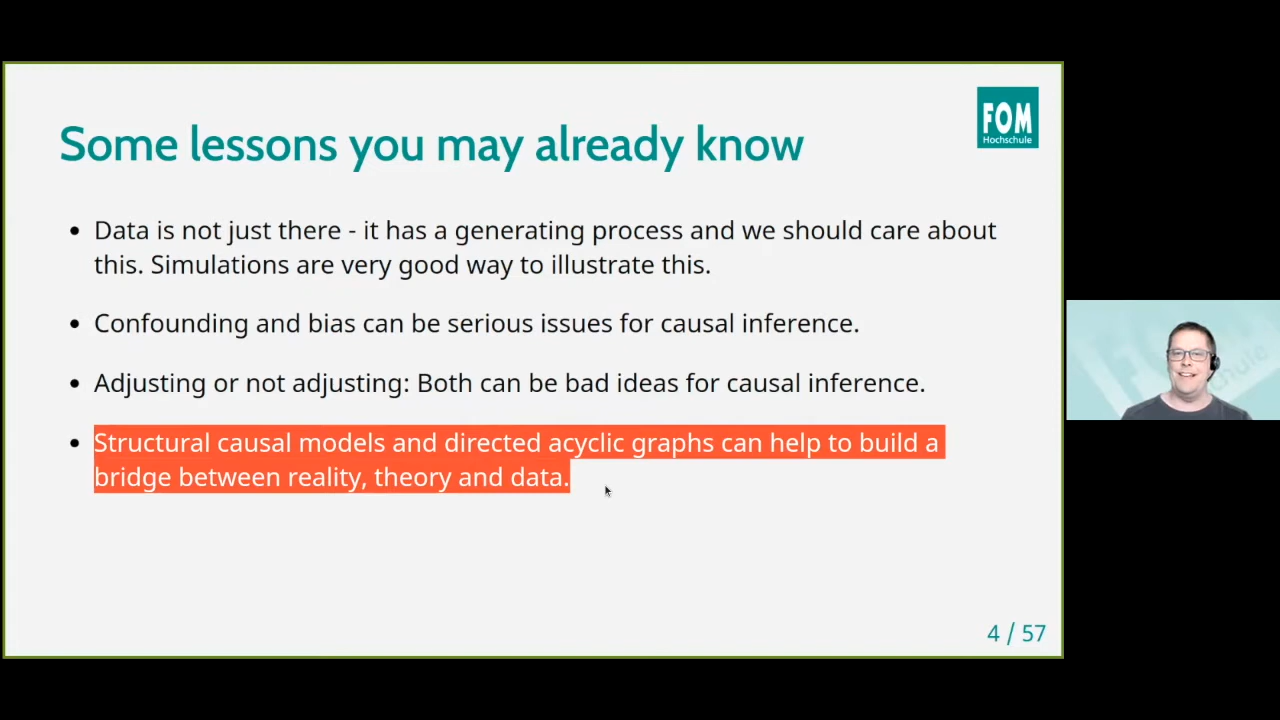 Some lessons you may already know
FOM
Hochschule
Data is not just there - it has a generating process and we should care about
this. Simulations are very good way to illustrate this.
Confounding and bias can be serious issues for causal inference.
Adjusting or not adjusting: Both can be bad ideas for causal inference.
Structural causal models and directed acyclic graphs can help to build a
bridge between reality, theory and data.
4 / 57